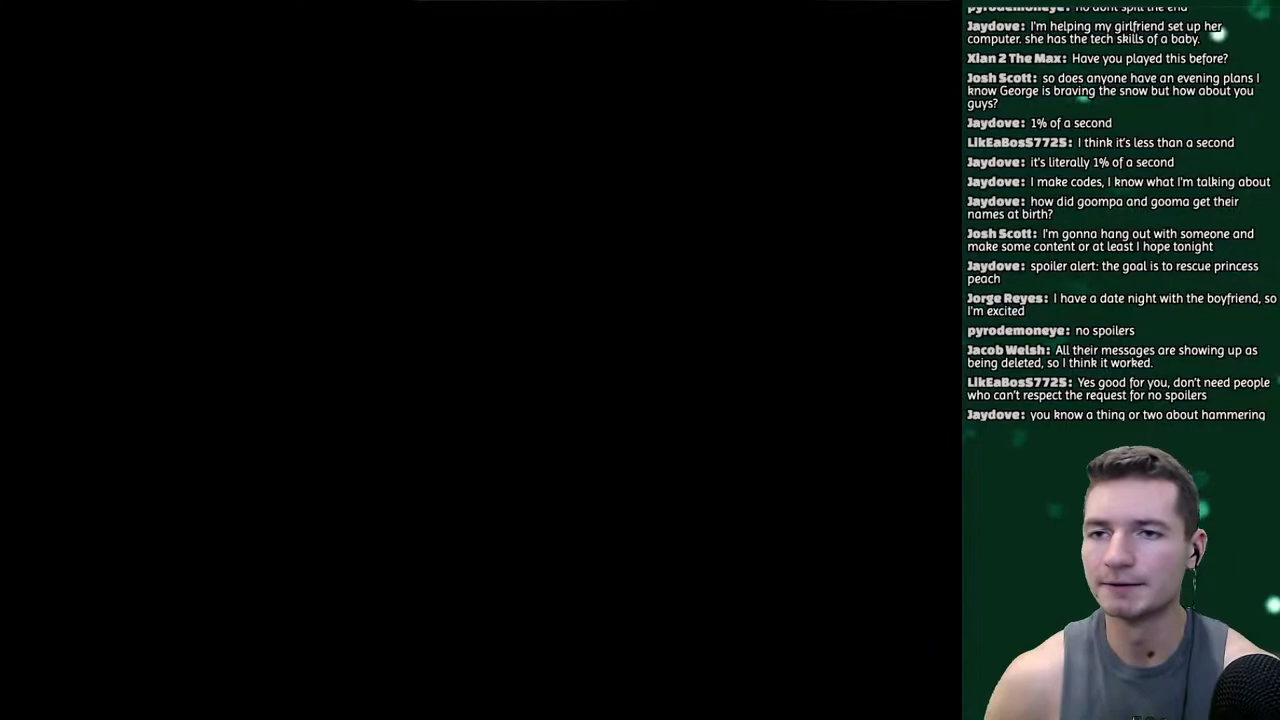 pyrodemoneye: no dont spill the end
Jaydove: I'm helping my girlfriend set up her
computer. she has the tech skills of a baby.
Xian 2 The Max: Have you played this before?
Josh Scott: so does anyone have an evening plans I
know George is braving the snow but how about you
guys?
Jaydove: 1% of a second
LikEaBosS7725: I think it's less than a second
Jaydove: it's literally 1% of a second
Jaydove: I make codes, I know what I'm talking about
Jaydove: how did goompa and gooma get their
names at birth?
Josh Scott: I'm gonna hang out with someone and
make some content or at least I hope tonight
Jaydove: spoiler alert: the goal is to rescue princess
peach
Jorge Reyes: I have a date night with the boyfriend, so
I'm excited
pyrodemoneye: no spoilers
Jacob Welsh: All their messages are showing up as
being deleted, so I think it worked.
LikEaBosS7725: Yes good for you, don't need people
who can't respect the request for no spoilers
Jaydove: you know a thing or two about hammering